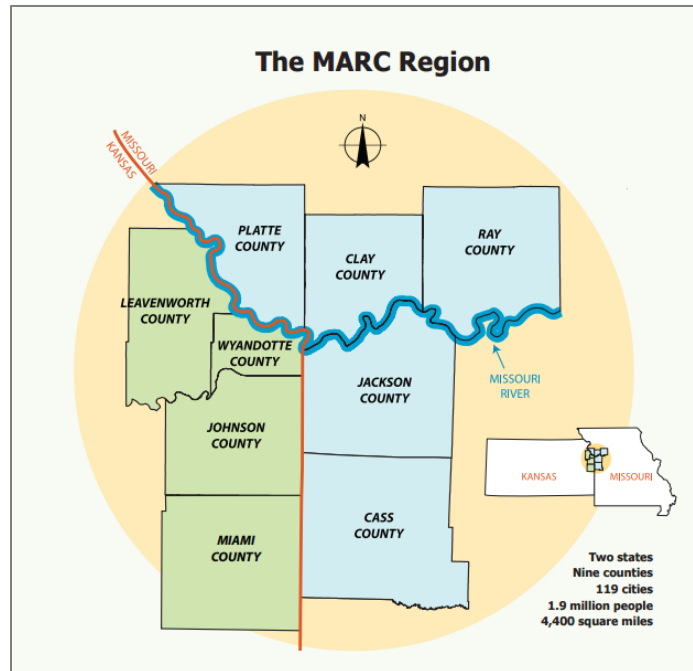 The MARC Region
N
MISSOURI
KANSAS
PLATTE
COUNTY
CLAY
COUNTY
RAY
COUNTY
LEAVENWORTH
COUNTY
WYANDOTTE
COUNTY
JACKSON
COUNTY
MISSOURI
RIVER
JOHNSON
COUNTY
KANSAS
MISSOURI
CASS
COUNTY
MIAMI
COUNTY
Two states
Nine counties
119 cities
1.9 million people
4,400 square miles